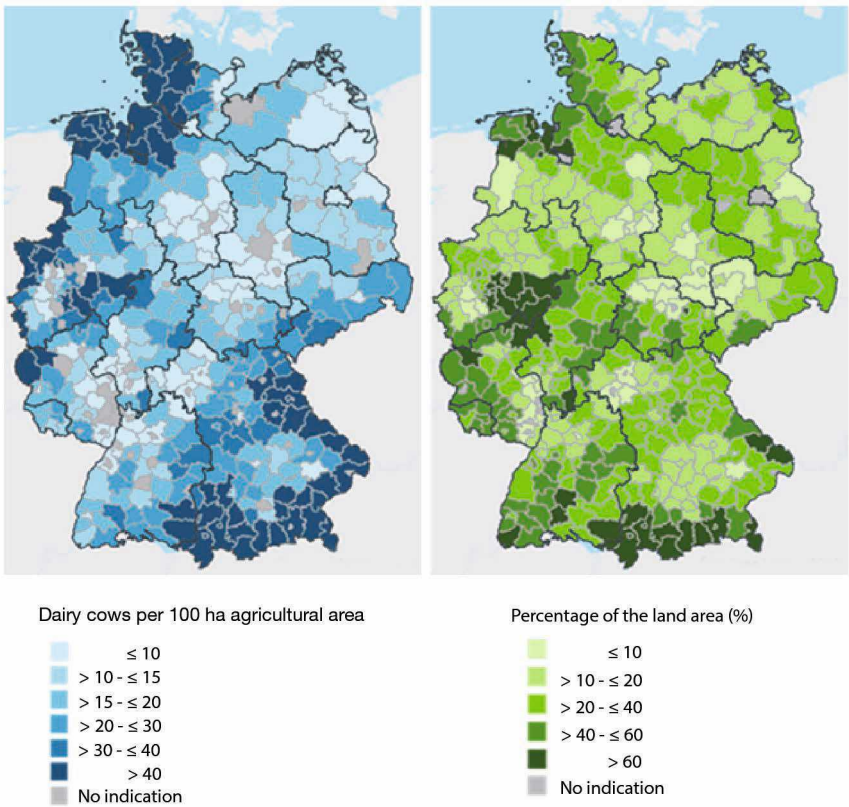 Dairy cows per 100 ha agricultural area
≤ 10
> 10 - ≤ 15
> 15 - ≤ 20
> 20 - ≤ 30
> 30 - ≤ 40
> 40
No indication
Percentage of the land area (%)
≤ 10
> 10 - ≤ 20
> 20 - ≤ 40
> 40 - ≤ 60
> 60
No indication